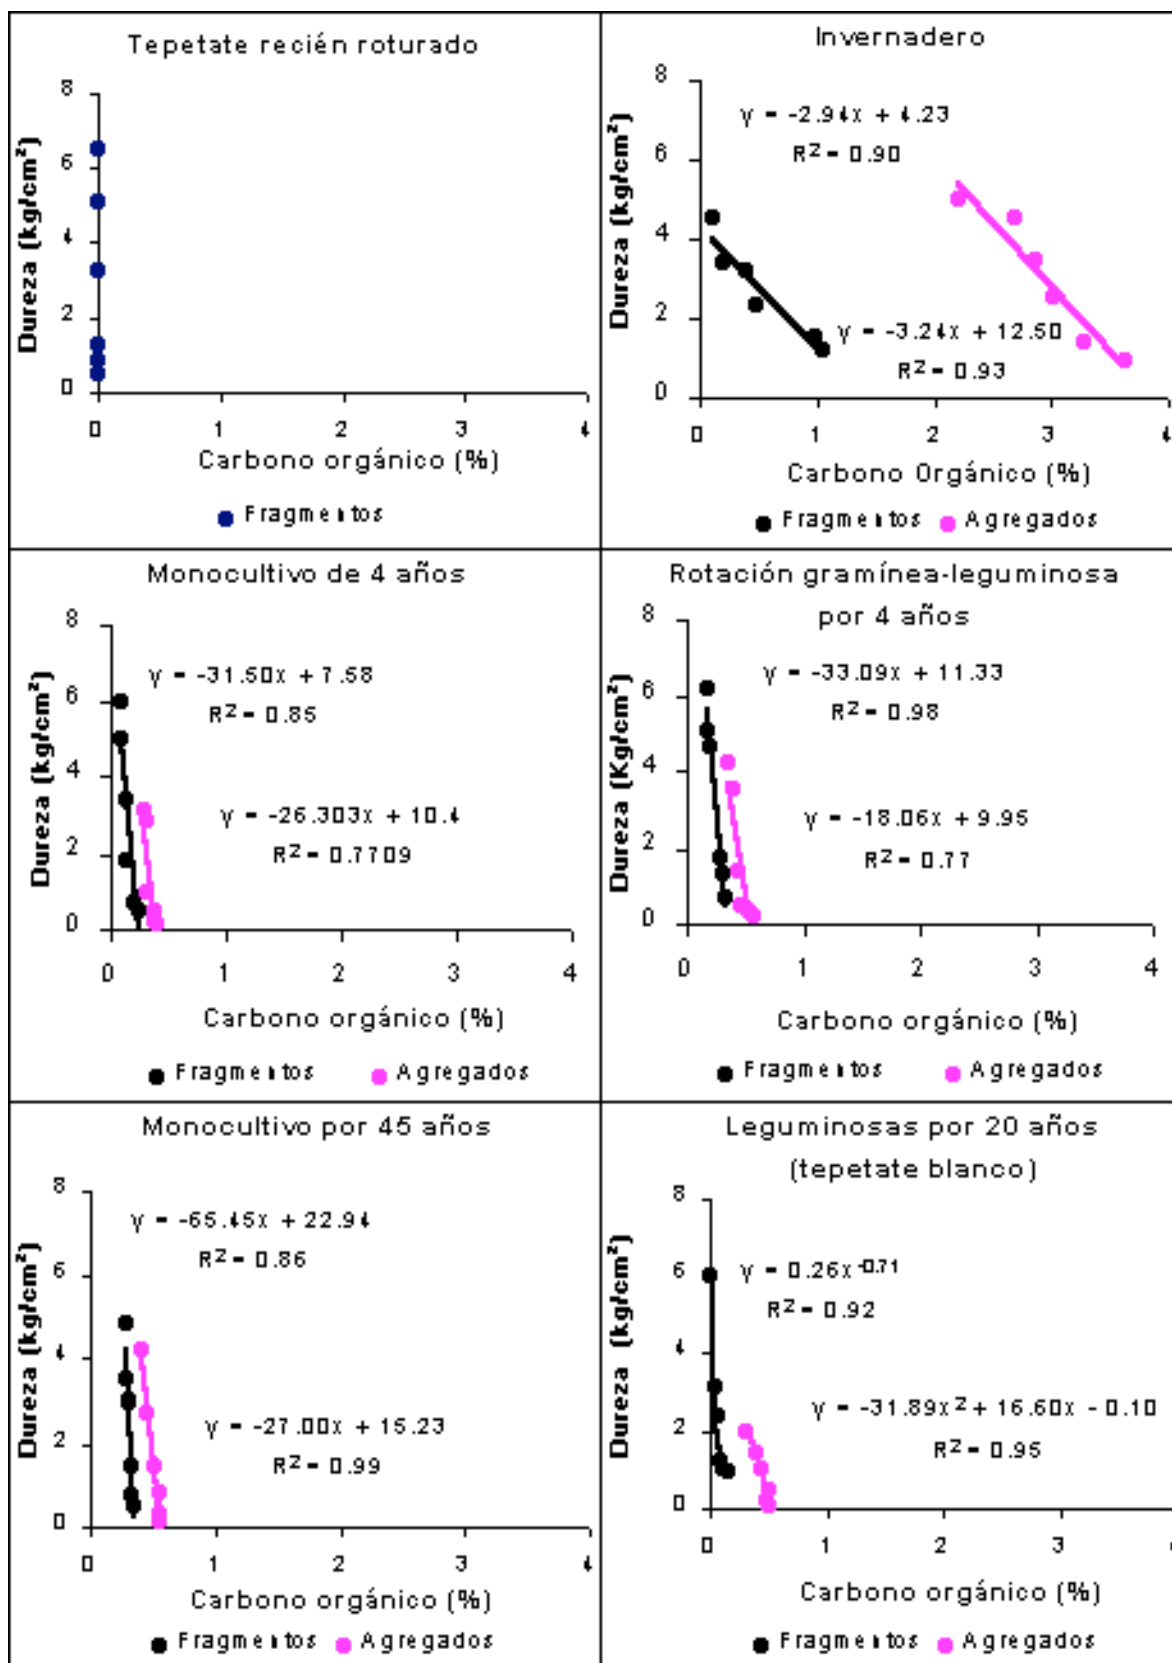 Tepetate recién roturado
8
6
4
2
0
Dureza (kg/cm²)
0 1 2 3 4
Carbono orgánico (%)
Fragmentos
Invernadero
y = -2.94x + 4.23
R² = 0.90
8
6
4
2
0
Dureza (kg/cm²)
y = -3.24x + 12.50
R² = 0.93
0 1 2 3 4
Carbono Orgánico (%)
Fragmentos Agregados
Monocultivo de 4 años
8
6
4
2
0
Dureza (kg/cm²)
y = -31.50x + 7.58
R² = 0.85
y = -26.303x + 10.4
R² = 0.7709
0 1 2 3 4
Carbono orgánico (%)
Fragmentos Agregados
Rotación gramínea-leguminosa
por 4 años
8
6
4
2
0
Dureza (Kg/cm²)
y = -33.09x + 11.33
R² = 0.98
y = -18.06x + 9.95
R² = 0.77
0 1 2 3 4
Carbono orgánico (%)
Fragmentos Agregados
Monocultivo por 45 años
8
6
4
2
0
Dureza (kg/cm²)
y = -65.45x + 22.94
R² = 0.86
y = -27.00x + 15.23
R² = 0.99
0 1 2 3 4
Carbono orgánico (%)
Fragmentos Agregados
Leguminosas por 20 años
(tepetate blanco)
8
6
4
2
0
Dureza (kg/cm²)
y = 0.26x^-0.71
R² = 0.92
y = -31.89x² + 16.60x - 0.10
R² = 0.95
0 1 2 3
Carbono orgánico (%)
Fragmentos Agregados